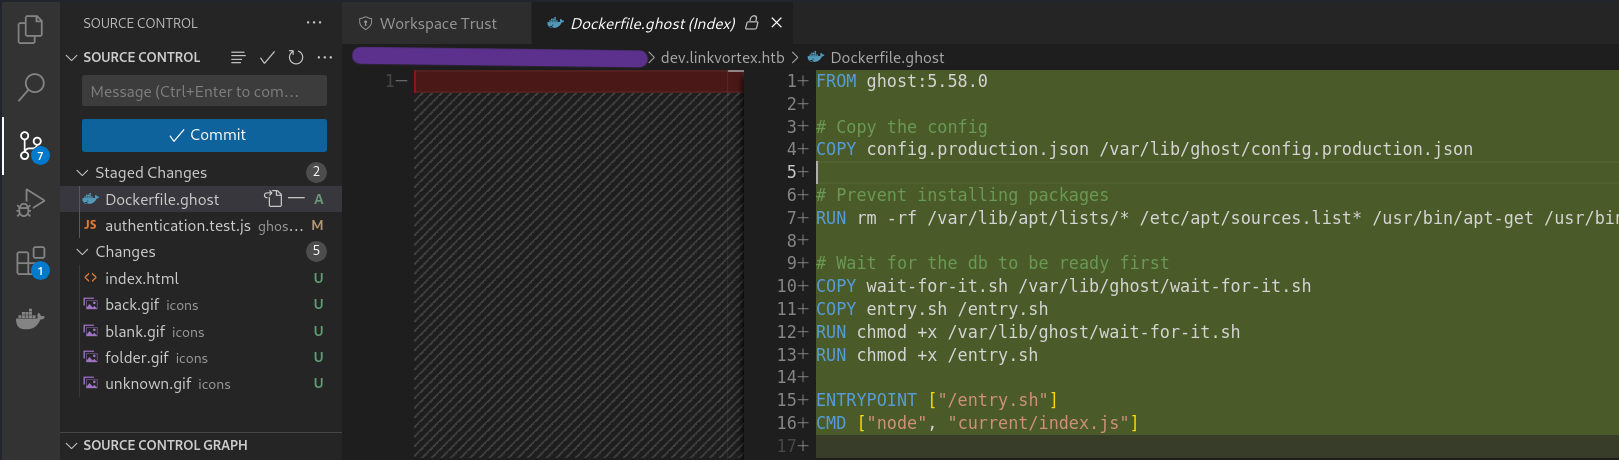 SOURCE CONTROL ···
SOURCE CONTROL ···
Message (Ctrl+Enter to com...
Commit
Staged Changes 2
Dockerfile.ghost A
JS authentication.test.js ghos... M
Changes 5
index.html U
back.gif icons U
blank.gif icons U
folder.gif icons U
unknown.gif icons U
SOURCE CONTROL GRAPH
7
1
Workspace Trust
Dockerfile.ghost (Index)
dev.linkvortex.htb > Dockerfile.ghost
1—
1+ FROM ghost:5.58.0
2+
3+ # Copy the config
4+ COPY config.production.json /var/lib/ghost/config.production.json
5+
6+ # Prevent installing packages
7+ RUN rm -rf /var/lib/apt/lists/* /etc/apt/sources.list* /usr/bin/apt-get /usr/bin
8+
9+ # Wait for the db to be ready first
10+ COPY wait-for-it.sh /var/lib/ghost/wait-for-it.sh
11+ COPY entry.sh /entry.sh
12+ RUN chmod +x /var/lib/ghost/wait-for-it.sh
13+ RUN chmod +x /entry.sh
14+
15+ ENTRYPOINT ["/entry.sh"]
16+ CMD ["node", "current/index.js"]
17+